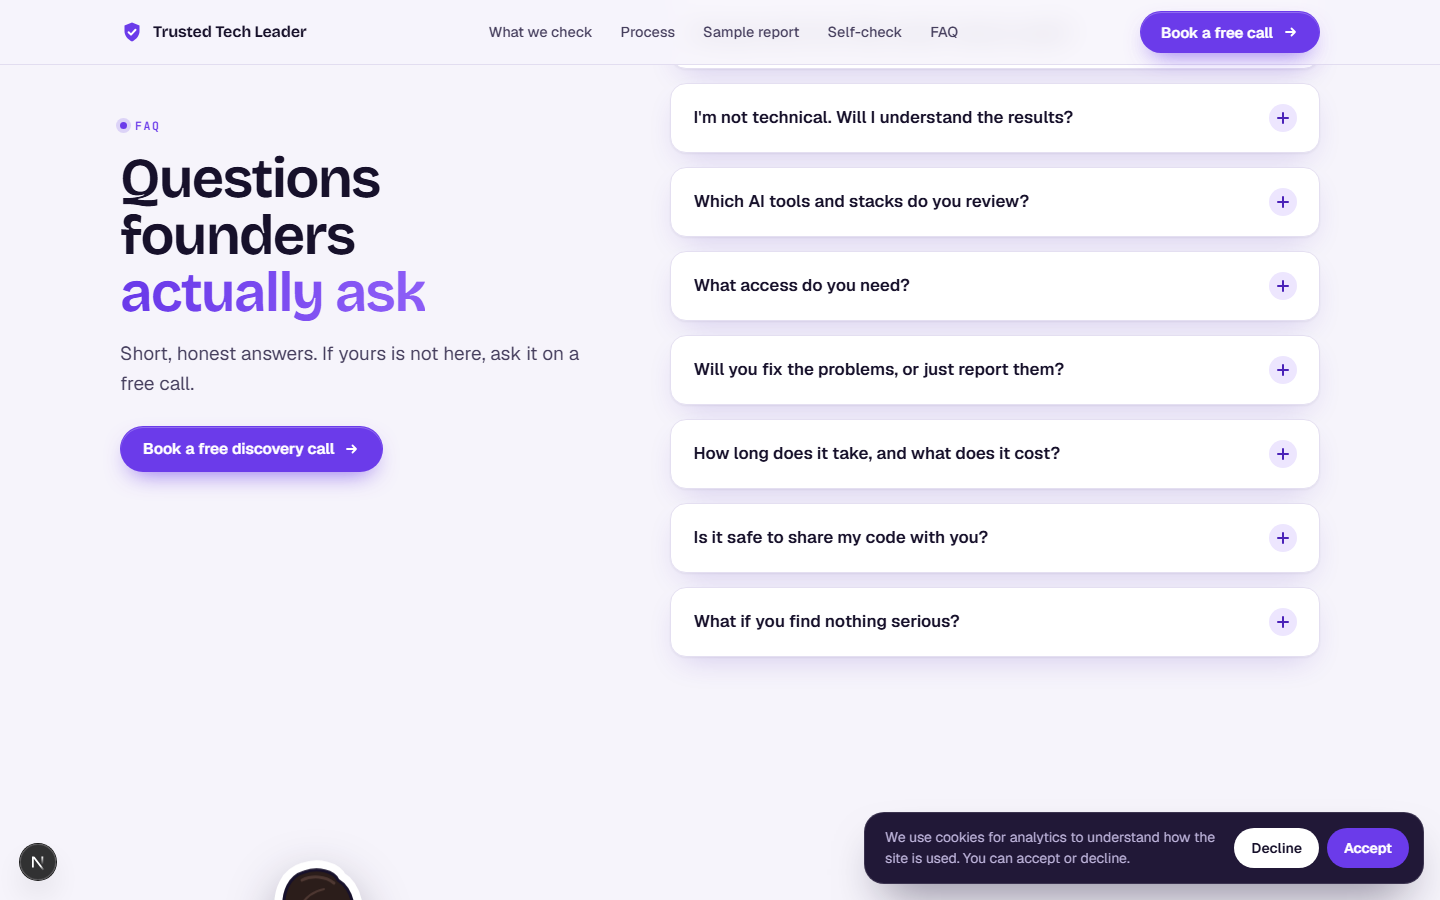 Trusted Tech Leader
What we check
Process
Sample report
Self-check
FAQ
Book a free call
FAQ
Questions
founders
actually ask
Short, honest answers. If yours is not here, ask it on a
free call.
Book a free discovery call
I'm not technical. Will I understand the results?
Which AI tools and stacks do you review?
What access do you need?
Will you fix the problems, or just report them?
How long does it take, and what does it cost?
Is it safe to share my code with you?
What if you find nothing serious?
We use cookies for analytics to understand how the
site is used. You can accept or decline.
Decline
Accept
N